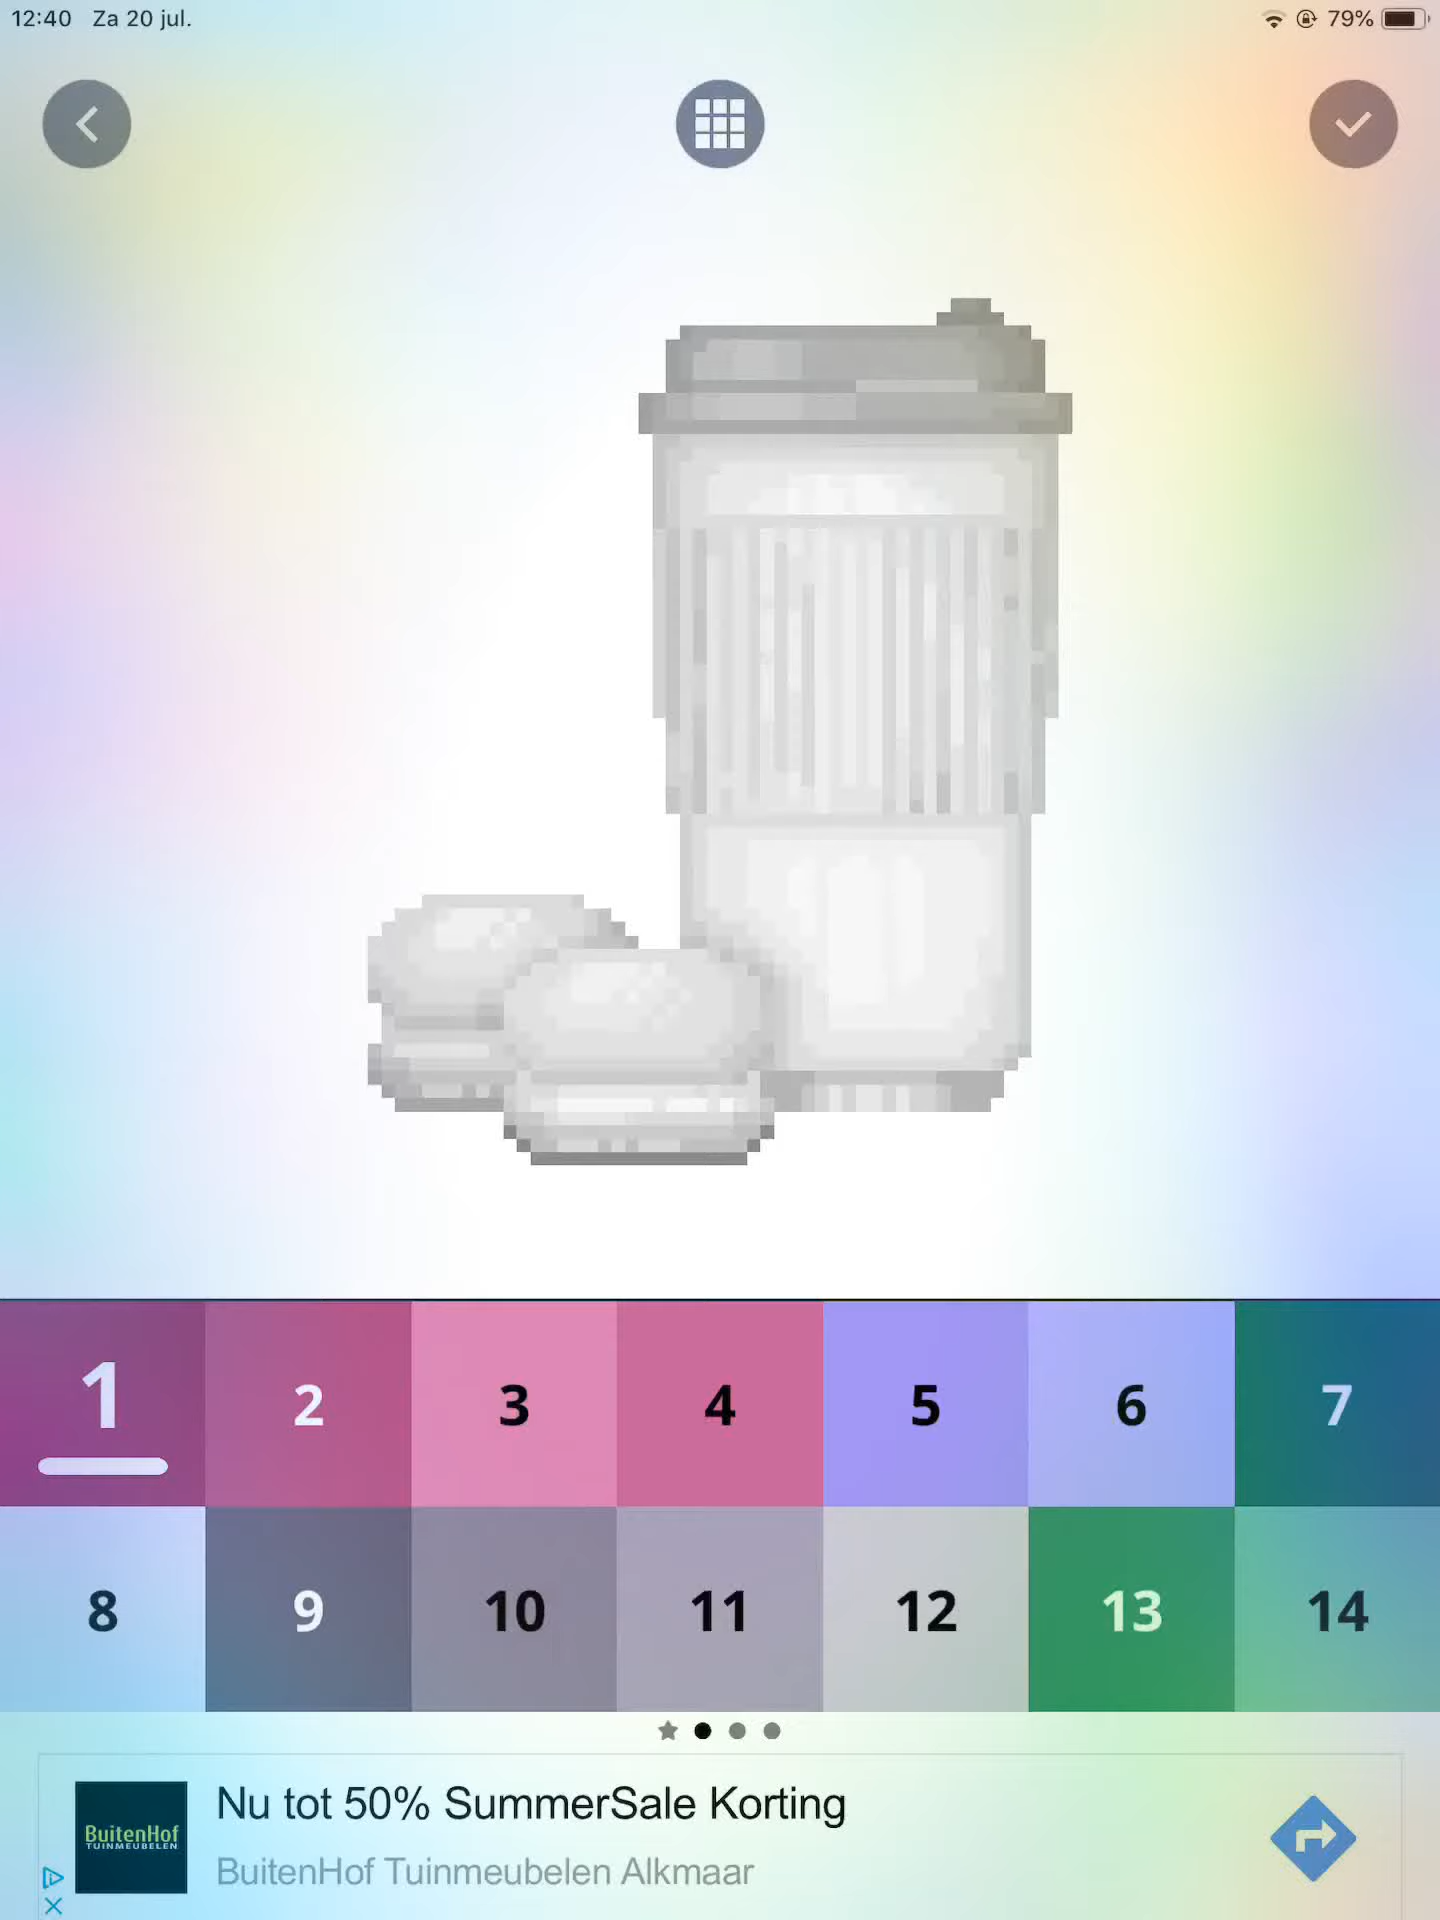 12:40 Za 20 jul. 79%
1 2 3 4 5 6 7
8 9 10 11 12 13 14
Nu tot 50% SummerSale Korting
BuitenHof
TUINMEUBELEN
BuitenHof Tuinmeubelen Alkmaar